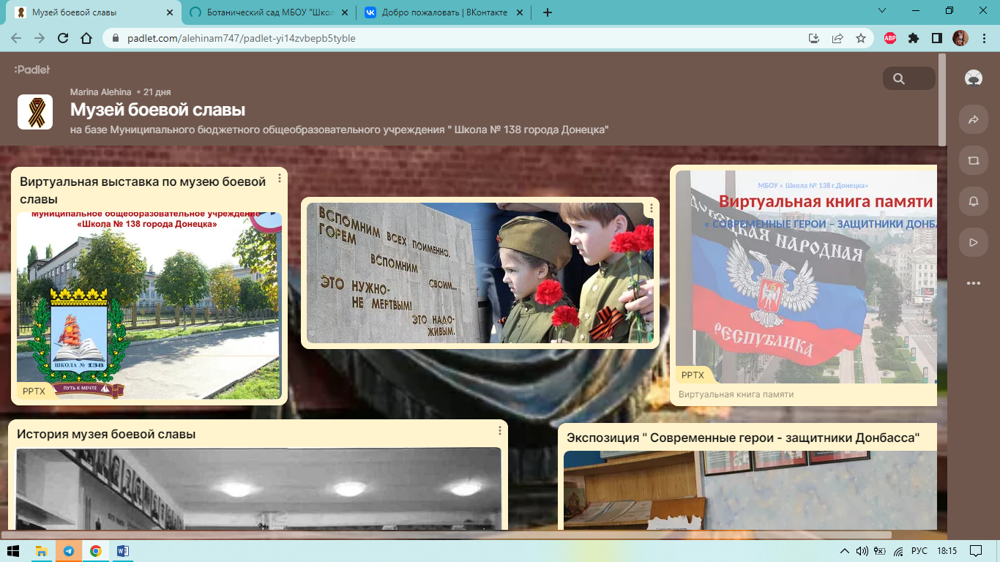 Музей боевой славы
Ботанический сад МБОУ "Школ
Добро пожаловать | ВКонтакте
padlet.com/alehinam747/padlet-yi14zvbepb5tyble
ABP
:Padlet
Marina Alehina • 21 дня
Музей боевой славы
на базе Муниципального бюджетного общеобразовательного учреждения " Школа № 138 города Донецка"
Виртуальная выставка по музею боевой
славы
Муниципальное общеобразовательное учреждение
«Школа № 138 города Донецка»
ШКОЛА № 138
ПУТЬ К МЕЧТЕ
PPTX
ВСПОМНИМ ВСЕХ ПОИМЕННО,
ГОРЕМ
ВСПОМНИМ
СВОИМ...
ЭТО НУЖНО-
НЕ МЕРТВЫМ!
ЭТО НАДО-
ЖИВЫМ.
МБОУ « Школа № 138 г.Донецка»
Виртуальная книга памяти
« СОВРЕМЕННЫЕ ГЕРОИ – ЗАЩИТНИКИ ДОНБА
ДОНЕЦКАЯ НАРОДНАЯ
РЕСПУБЛИКА
PPTX
Виртуальная книга памяти
История музея боевой славы
Экспозиция " Современные герои - защитники Донбасса"
РУС
18:15